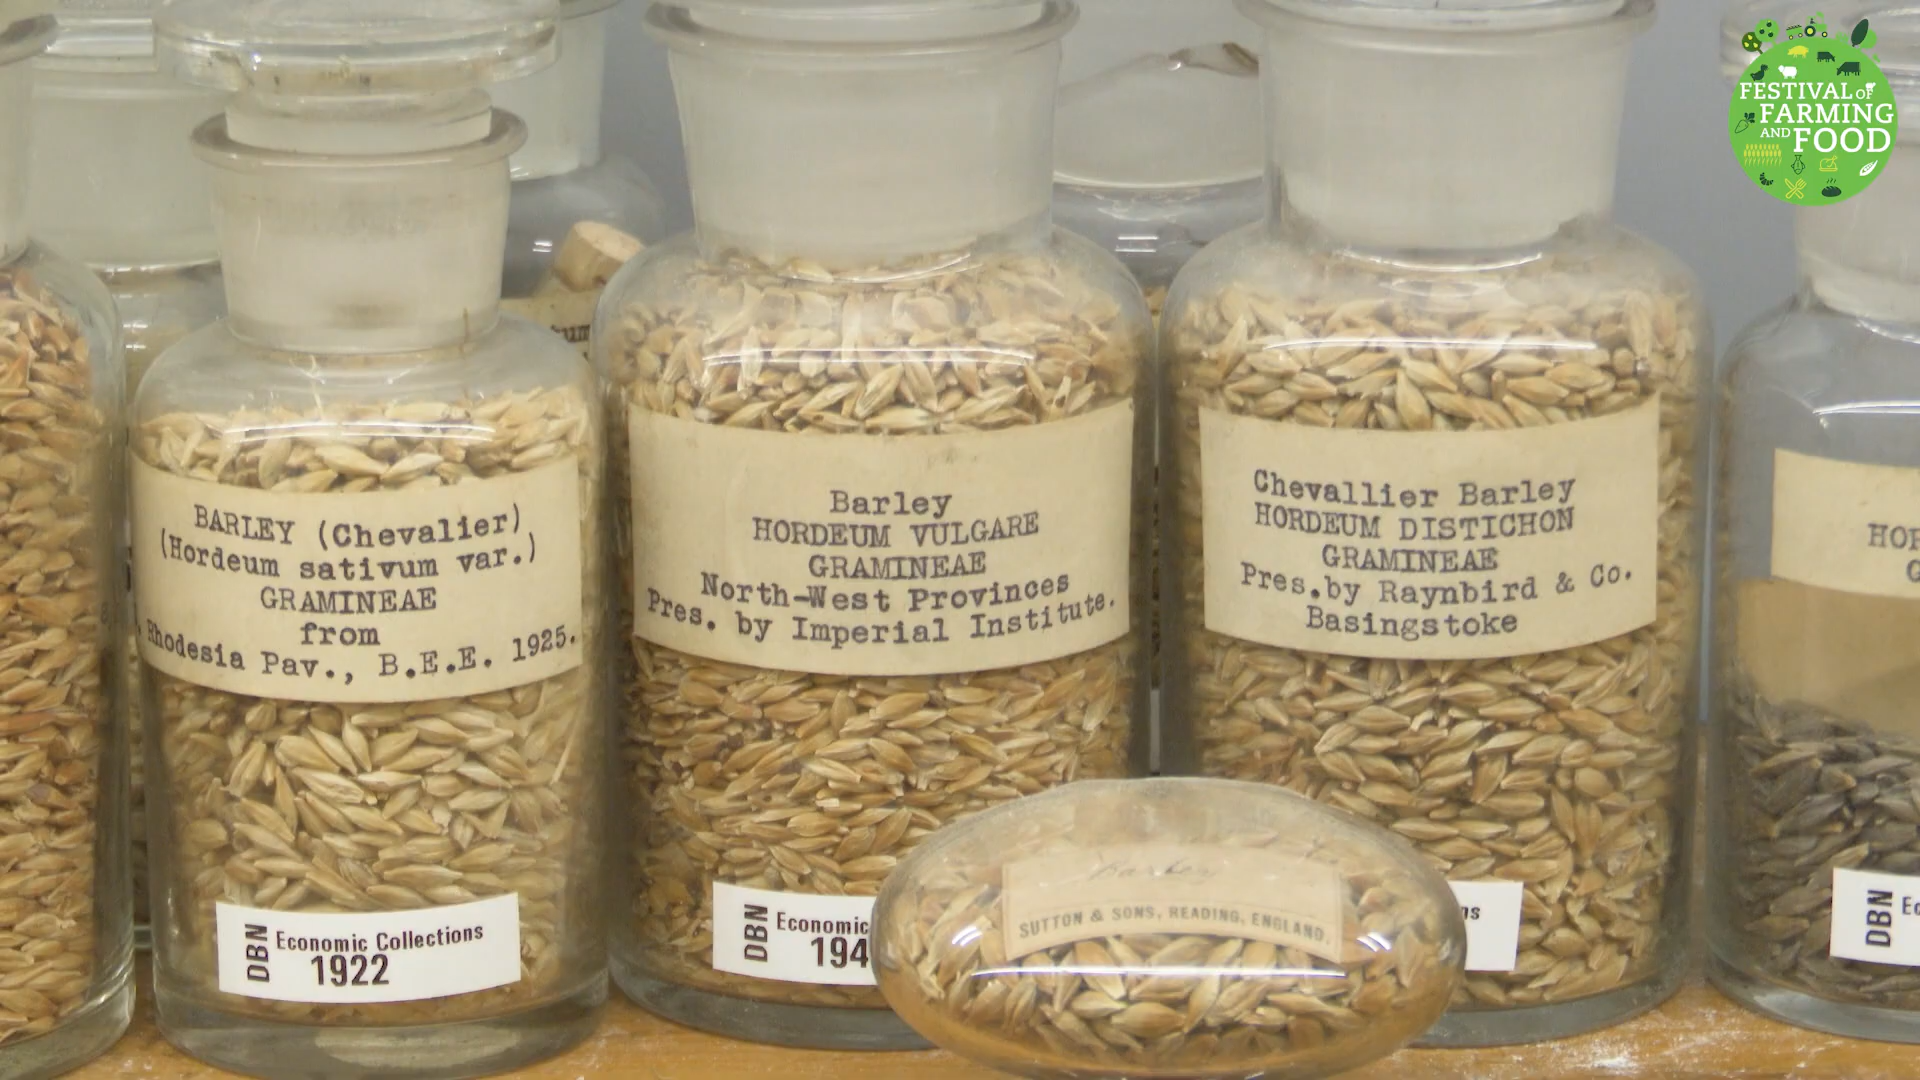 BARLEY (Chevalier)
(Hordeum sativum var.)
GRAMINEAE
from
Rhodesia Pav., B.E.E. 1925.
DBN Economic Collections
1922
Barley
HORDEUM VULGARE
GRAMINEAE
North-West Provinces
Pres. by Imperial Institute.
DBN Economic
194
Chevallier Barley
HORDEUM DISTICHON
GRAMINEAE
Pres.by Raynbird & Co.
Basingstoke
Barley
SUTTON & SONS, READING, ENGLAND.
DBN
FESTIVAL OF
FARMING
AND FOOD